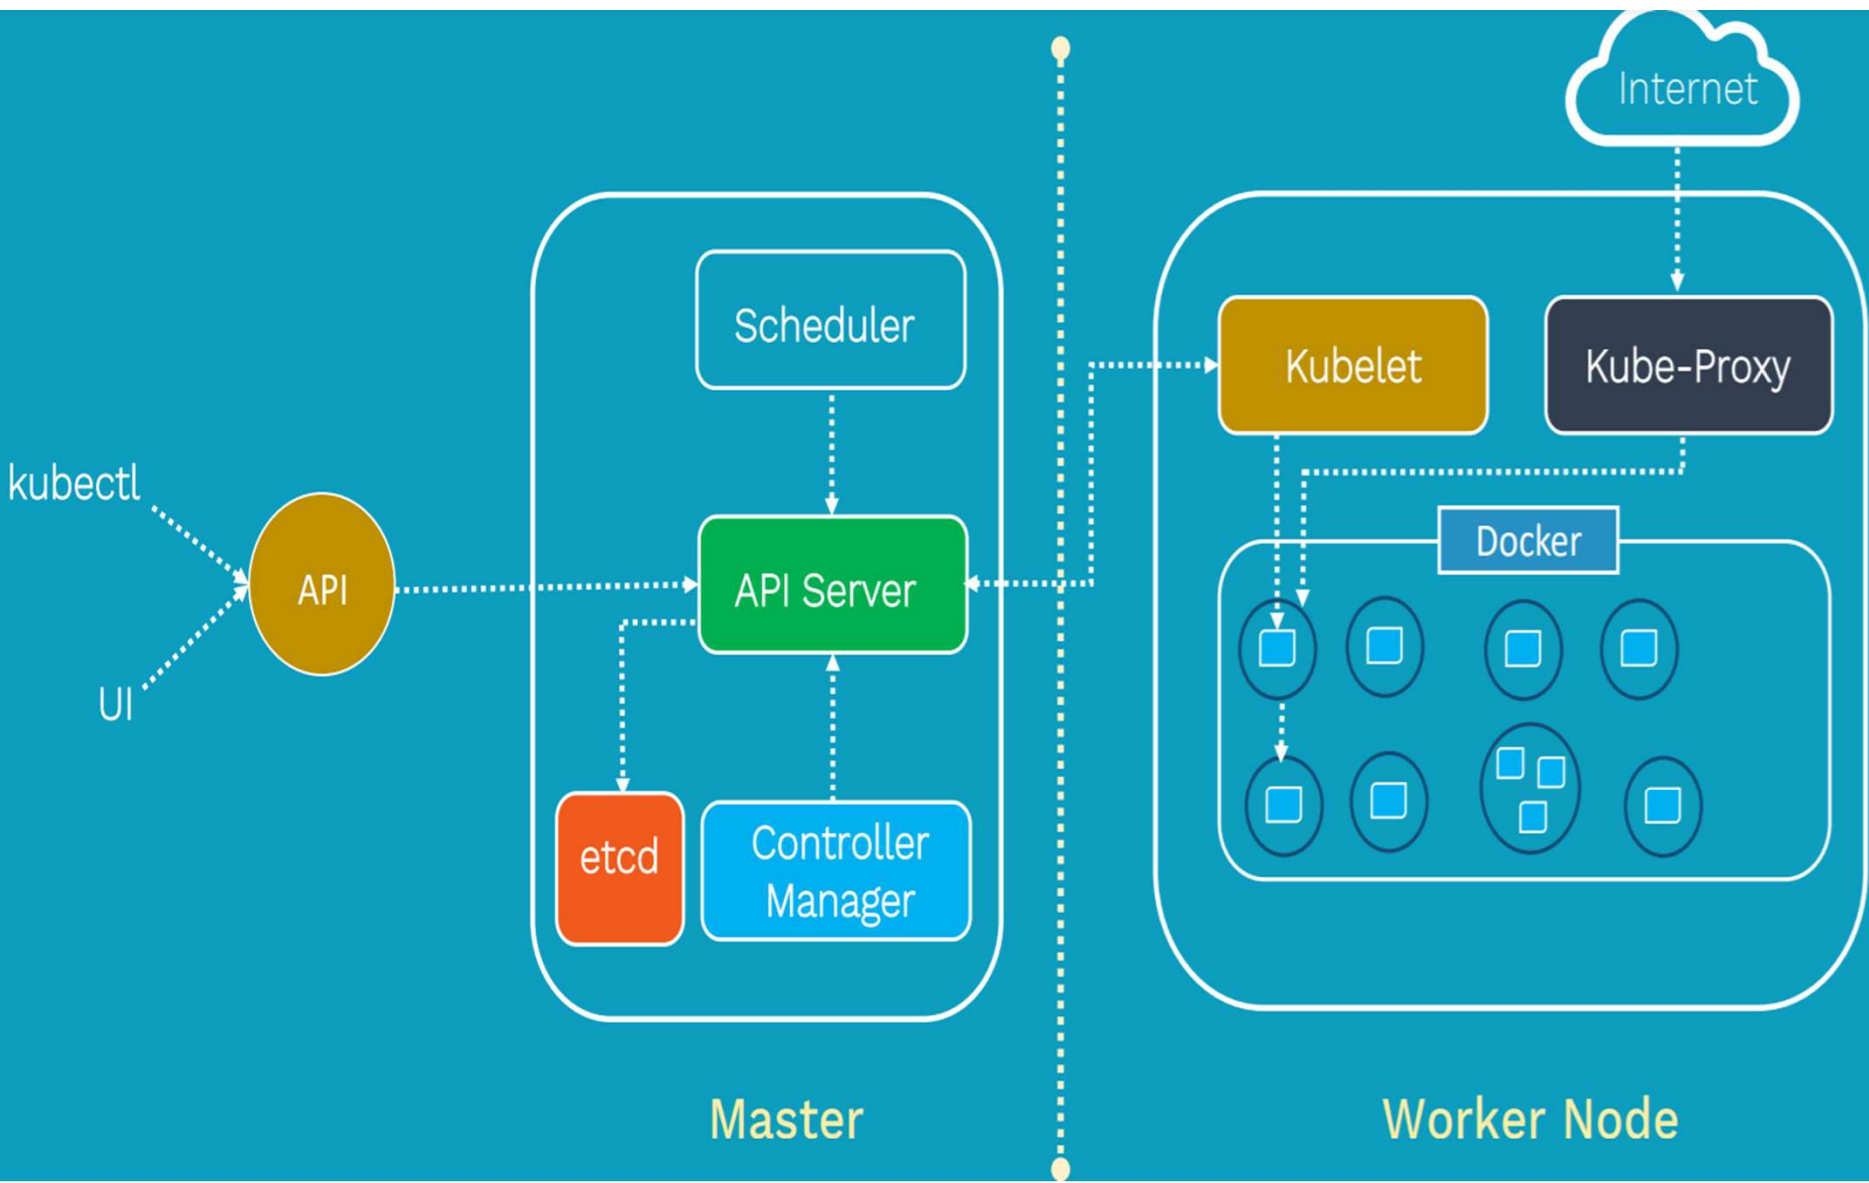 Internet
Scheduler
Kubelet
Kube-Proxy
kubectl
API
API Server
Docker
UI
etcd
Controller
Manager
Master
Worker Node